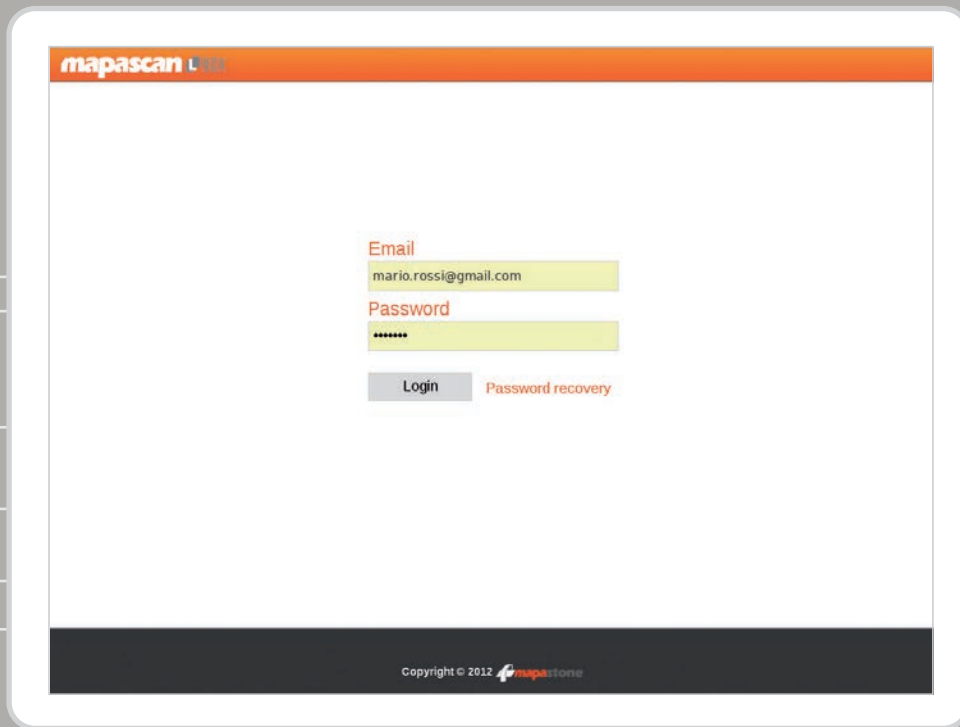 mapascan
Email
mario.rossi@gmail.com
Password
•••••••
Login Password recovery
Copyright © 2012 mapastone